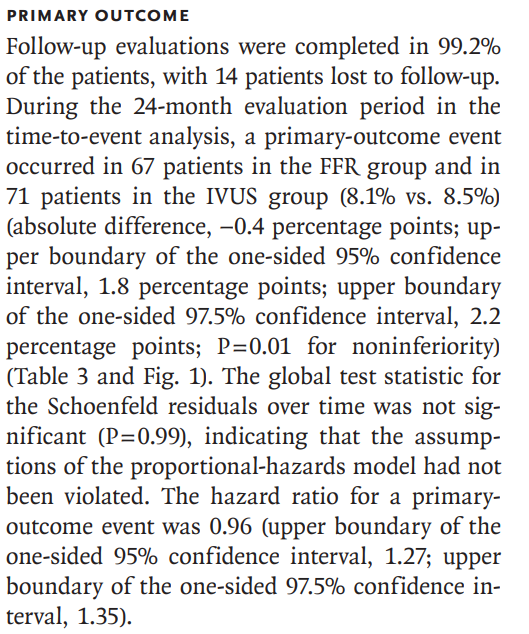 PRIMARY OUTCOME
Follow-up evaluations were completed in 99.2%
of the patients, with 14 patients lost to follow-up.
During the 24-month evaluation period in the
time-to-event analysis, a primary-outcome event
occurred in 67 patients in the FFR group and in
71 patients in the IVUS group (8.1% vs. 8.5%)
(absolute difference, −0.4 percentage points; up-
per boundary of the one-sided 95% confidence
interval, 1.8 percentage points; upper boundary
of the one-sided 97.5% confidence interval, 2.2
percentage points; P=0.01 for noninferiority)
(Table 3 and Fig. 1). The global test statistic for
the Schoenfeld residuals over time was not sig-
nificant (P=0.99), indicating that the assump-
tions of the proportional-hazards model had not
been violated. The hazard ratio for a primary-
outcome event was 0.96 (upper boundary of the
one-sided 95% confidence interval, 1.27; upper
boundary of the one-sided 97.5% confidence in-
terval, 1.35).